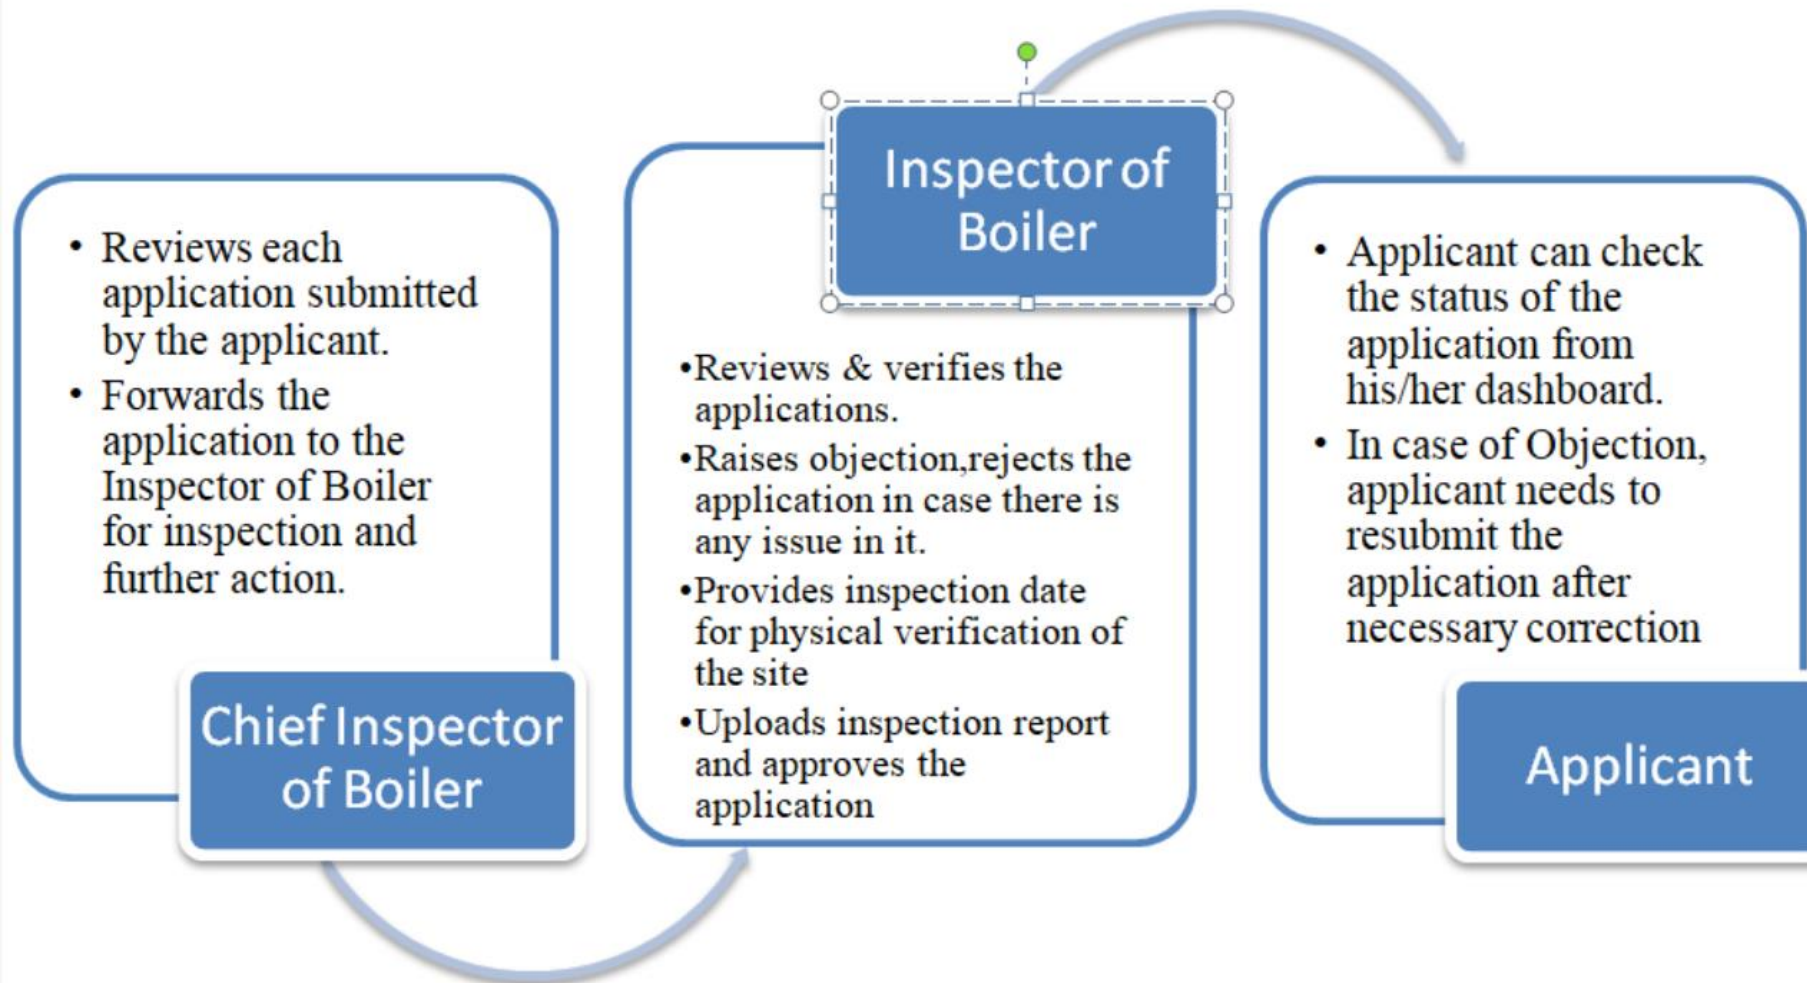 • Reviews each
application submitted
by the applicant.
• Forwards the
application to the
Inspector of Boiler
for inspection and
further action.
Chief Inspector
of Boiler
Inspector of
Boiler
•Reviews & verifies the
applications.
•Raises objection,rejects the
application in case there is
any issue in it.
•Provides inspection date
for physical verification of
the site
•Uploads inspection report
and approves the
application
• Applicant can check
the status of the
application from
his/her dashboard.
• In case of Objection,
applicant needs to
resubmit the
application after
necessary correction
Applicant